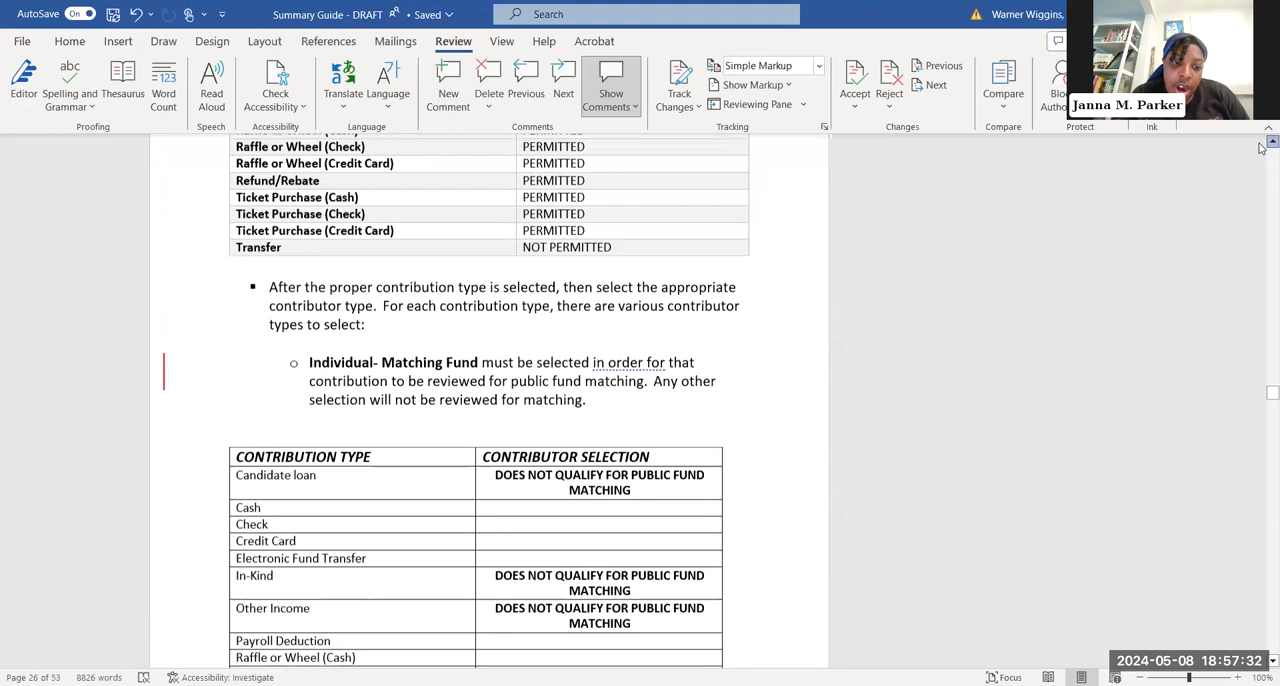 AutoSave On Summary Guide - DRAFT • Saved Search Warner Wiggins,
File Home Insert Draw Design Layout References Mailings Review View Help Acrobat
Editor Spelling and Grammar Thesaurus Word Count Read Aloud Check Accessibility Translate Language New Comment Delete Previous Next Show Comments Track Changes Simple Markup Show Markup Reviewing Pane Accept Reject Previous Next Compare
Proofing Speech Accessibility Language Comments Tracking Changes Compare Protect Ink
Janna M. Parker
Raffle or Wheel (Check) PERMITTED
Raffle or Wheel (Credit Card) PERMITTED
Refund/Rebate PERMITTED
Ticket Purchase (Cash) PERMITTED
Ticket Purchase (Check) PERMITTED
Ticket Purchase (Credit Card) PERMITTED
Transfer NOT PERMITTED
▪ After the proper contribution type is selected, then select the appropriate
contributor type. For each contribution type, there are various contributor
types to select:
o Individual- Matching Fund must be selected in order for that
contribution to be reviewed for public fund matching. Any other
selection will not be reviewed for matching.
CONTRIBUTION TYPE CONTRIBUTOR SELECTION
Candidate loan DOES NOT QUALIFY FOR PUBLIC FUND
MATCHING
Cash
Check
Credit Card
Electronic Fund Transfer
In-Kind DOES NOT QUALIFY FOR PUBLIC FUND
MATCHING
Other Income DOES NOT QUALIFY FOR PUBLIC FUND
MATCHING
Payroll Deduction
Raffle or Wheel (Cash)
2024-05-08 18:57:32
Page 26 of 53 8826 words Accessibility: Investigate Focus 100%